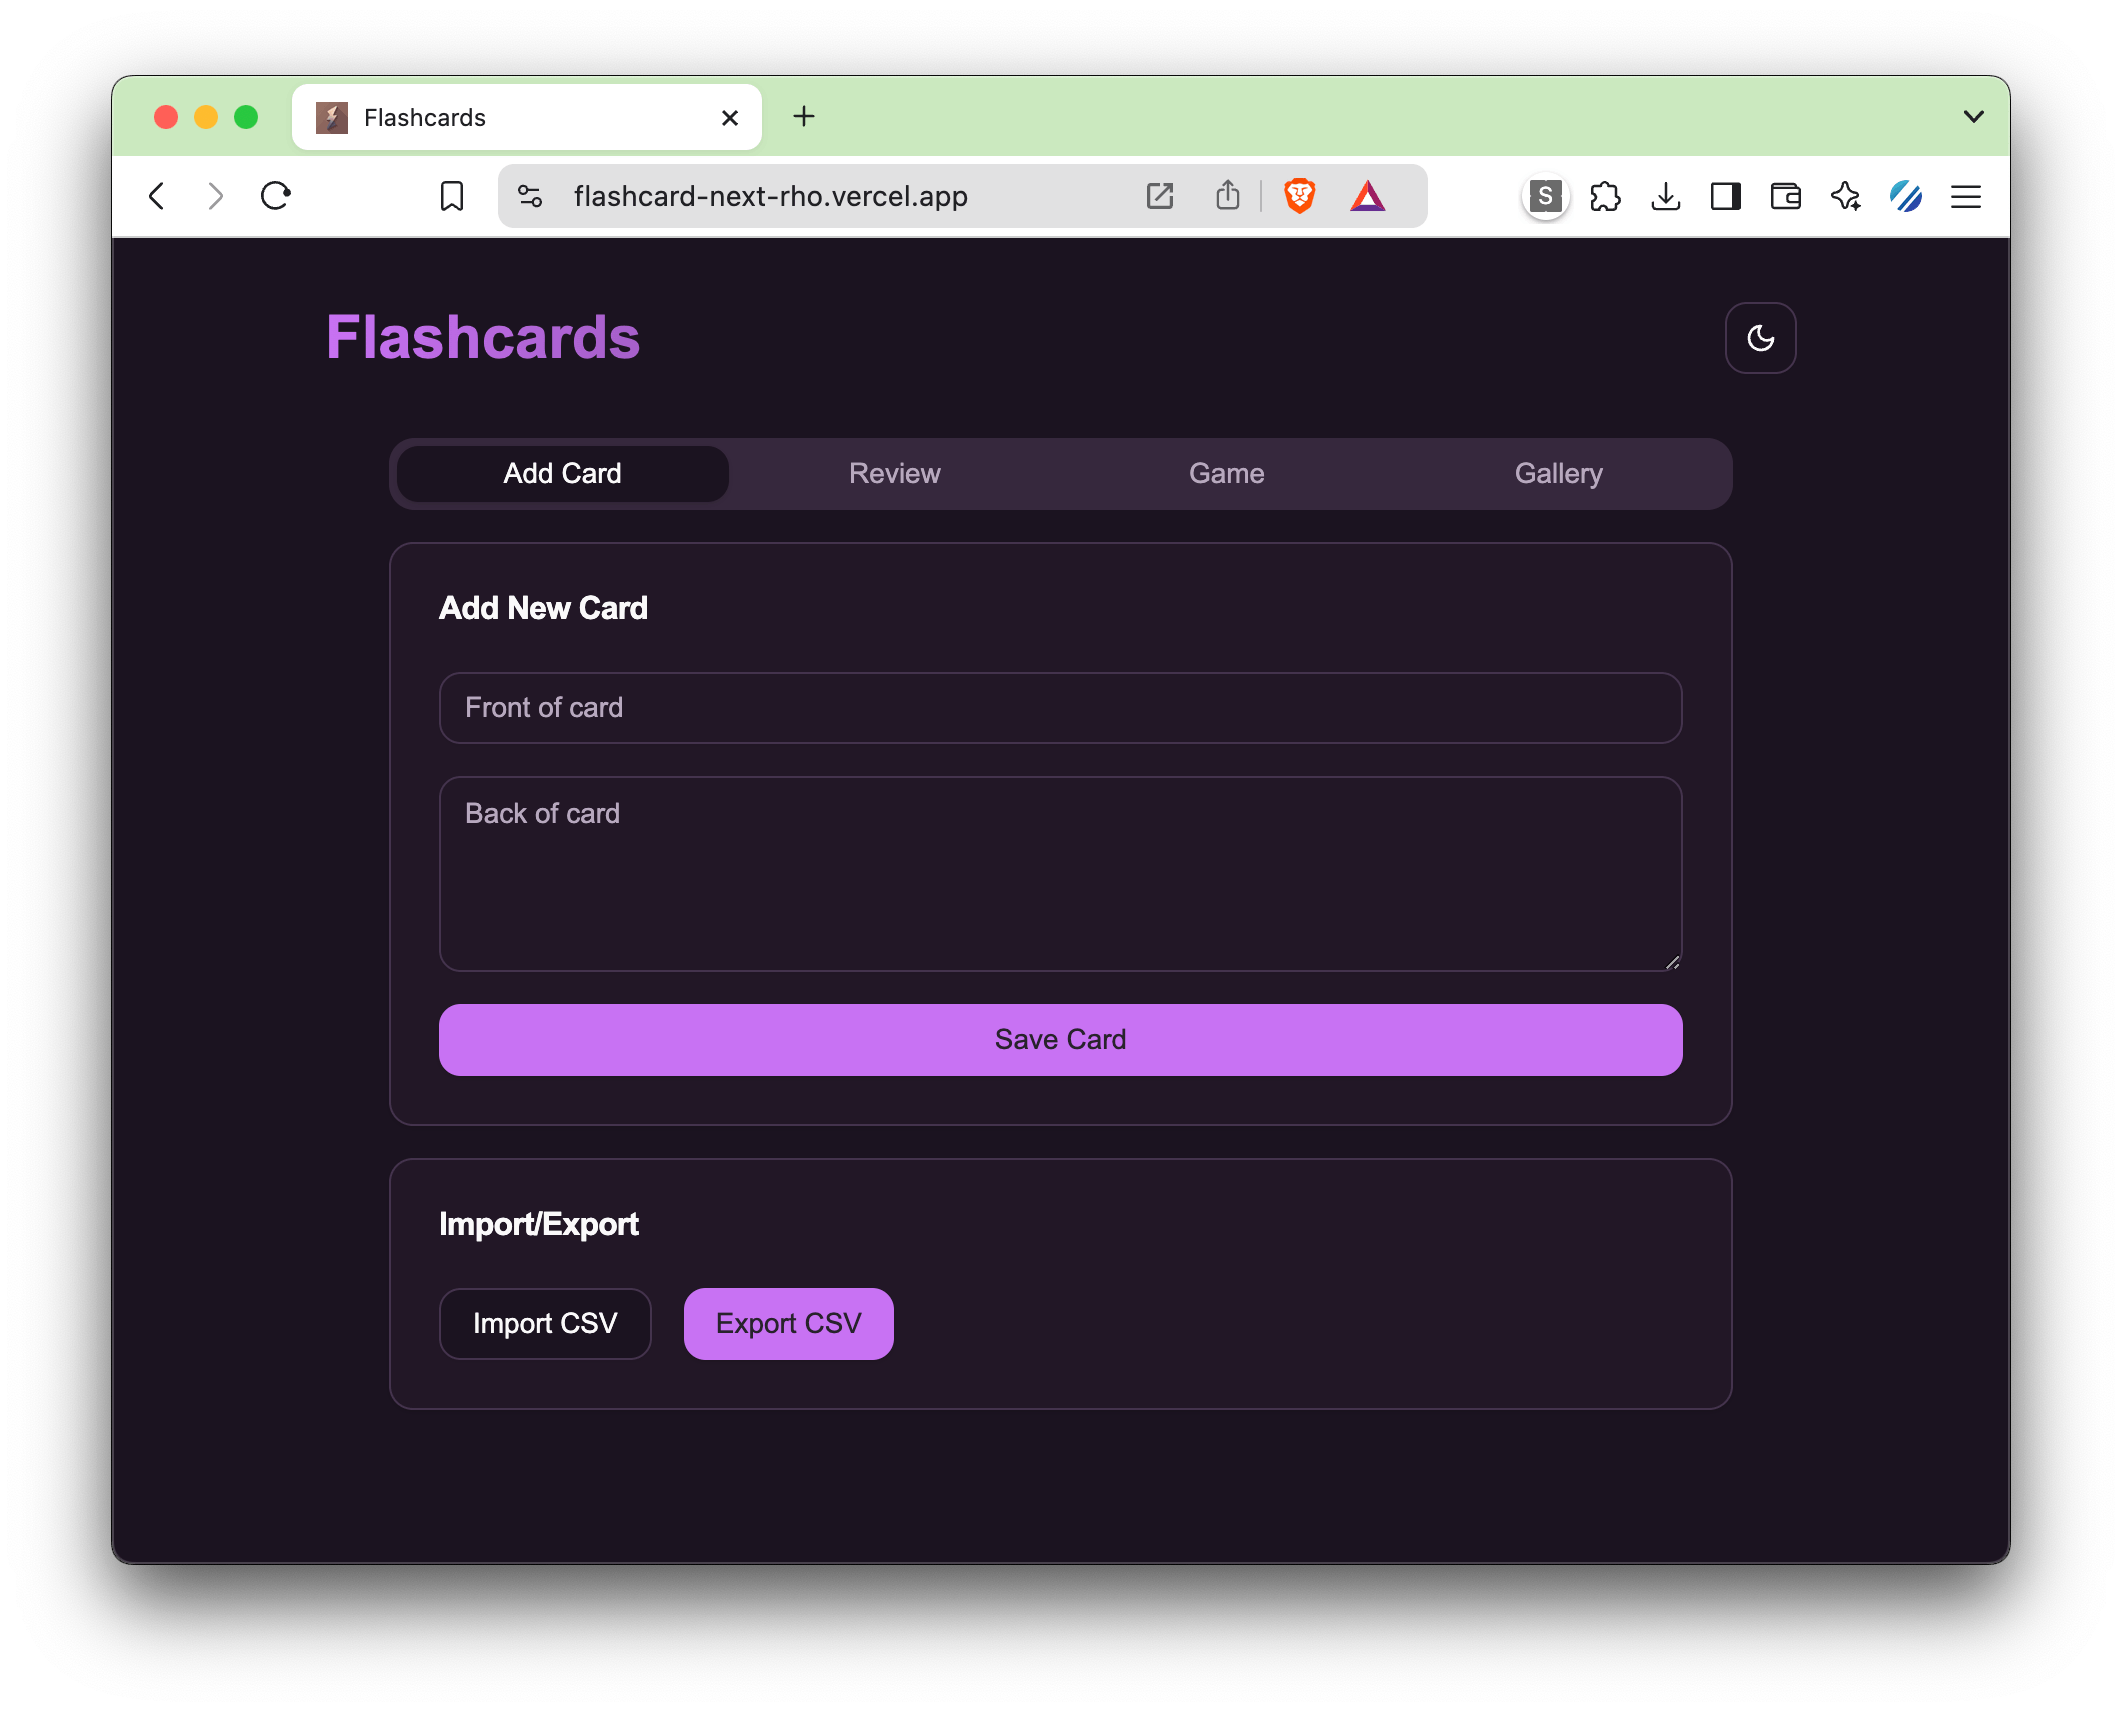 Flashcards
flashcard-next-rho.vercel.app
S
Flashcards
Add Card
Review
Game
Gallery
Add New Card
Front of card
Back of card
Save Card
Import/Export
Import CSV
Export CSV